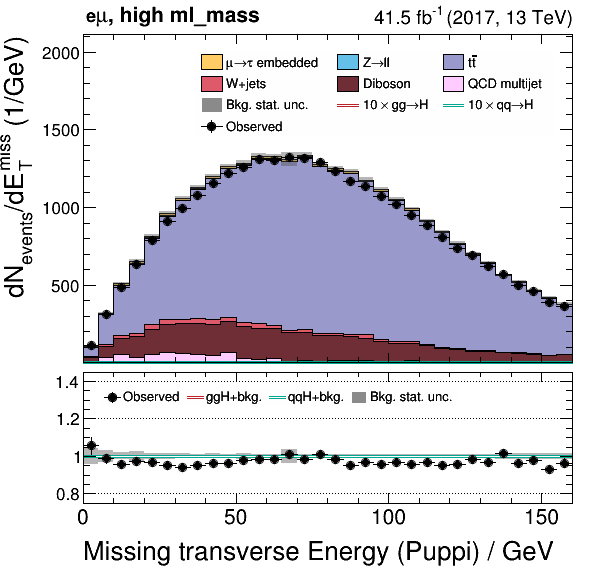 eμ, high ml_mass 41.5 fb⁻¹ (2017, 13 TeV)
dN_events/dE_T^miss (1/GeV)
2000
1500
1000
500
μ→τ embedded Z→ll tt̄
W+jets Diboson QCD multijet
Bkg. stat. unc. 10 × gg→H 10 × qq→H
Observed
1.4
1.2
1
0.8
Observed ggH+bkg. qqH+bkg. Bkg. stat. unc.
0 50 100 150
Missing transverse Energy (Puppi) / GeV